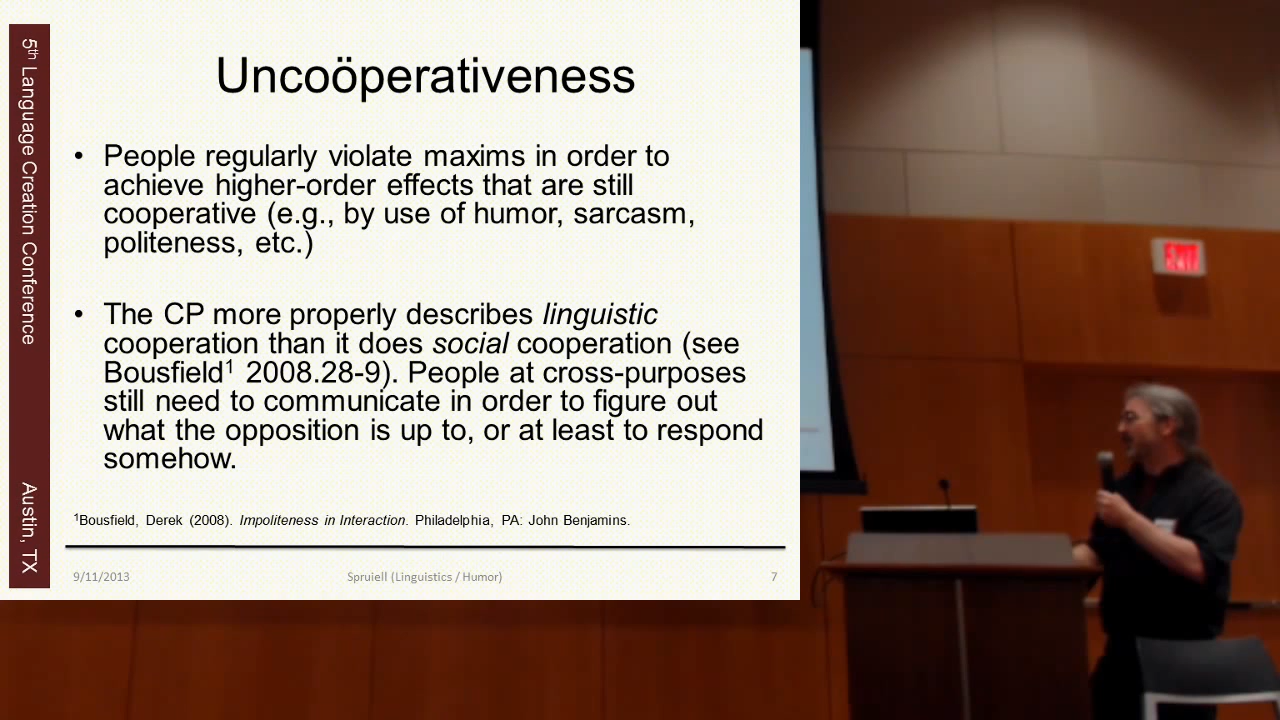 5th Language Creation Conference
Austin, TX
Uncoöperativeness
• People regularly violate maxims in order to
achieve higher-order effects that are still
cooperative (e.g., by use of humor, sarcasm,
politeness, etc.)
• The CP more properly describes linguistic
cooperation than it does social cooperation (see
Bousfield¹ 2008.28-9). People at cross-purposes
still need to communicate in order to figure out
what the opposition is up to, or at least to respond
somehow.
¹Bousfield, Derek (2008). Impoliteness in Interaction. Philadelphia, PA: John Benjamins.
9/11/2013
Spruiell (Linguistics / Humor)
7
EXIT